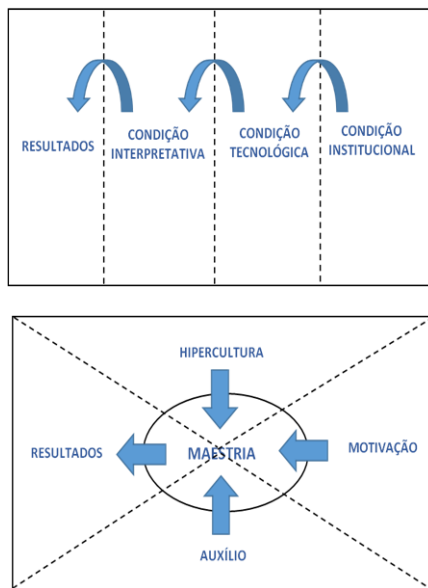 RESULTADOS
CONDIÇÃO
INTERPRETATIVA
CONDIÇÃO
TECNOLÓGICA
CONDIÇÃO
INSTITUCIONAL
HIPERCULTURA
RESULTADOS
MAESTRIA
MOTIVAÇÃO
AUXÍLIO